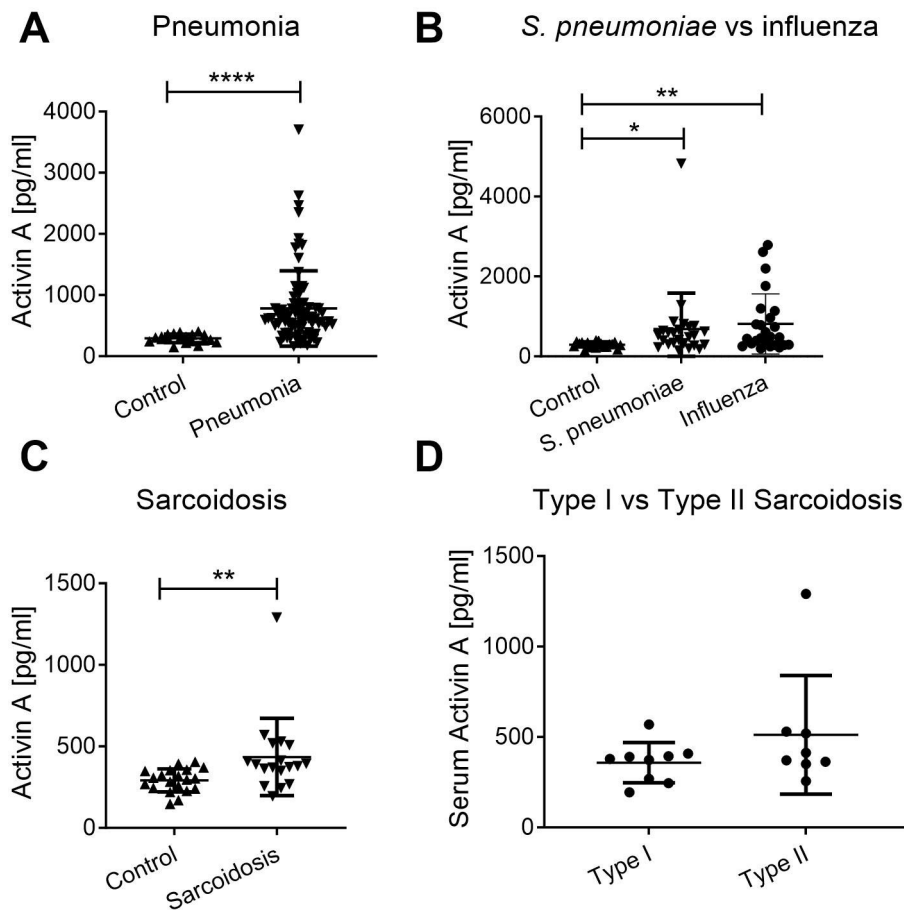 A
Pneumonia
****
4000
3000
2000
1000
0
Activin A [pg/ml]
Control
Pneumonia
B
S. pneumoniae vs influenza
**
*
6000
4000
2000
0
Activin A [pg/ml]
Control
S. pneumoniae
Influenza
C
Sarcoidosis
**
1500
1000
500
0
Activin A [pg/ml]
Control
Sarcoidosis
D
Type I vs Type II Sarcoidosis
1500
1000
500
0
Serum Activin A [pg/ml]
Type I
Type II